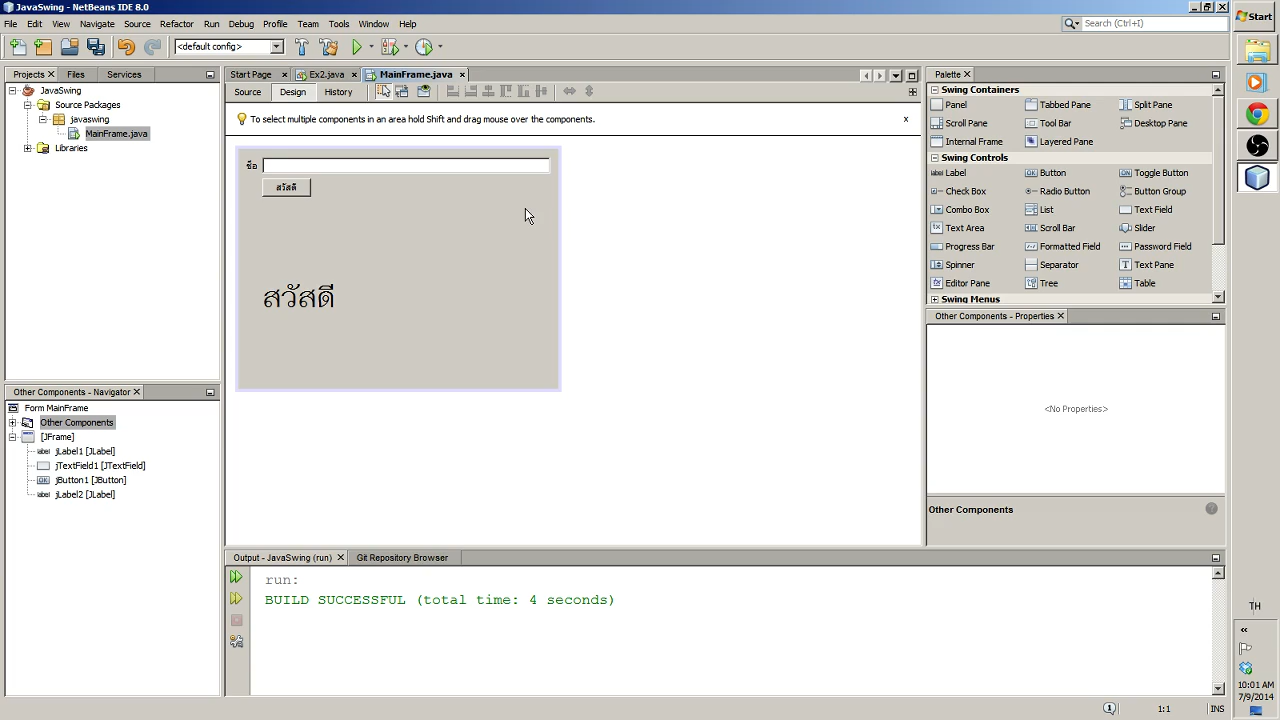 JavaSwing - NetBeans IDE 8.0
File Edit View Navigate Source Refactor Run Debug Profile Team Tools Window Help
Search (Ctrl+I)
Start
<default config>
Projects Files Services
Start Page Ex2.java MainFrame.java
Palette
JavaSwing
Source Packages
javaswing
MainFrame.java
Libraries
Source Design History
To select multiple components in an area hold Shift and drag mouse over the components.
ชื่อ
สวัสดี
สวัสดี
Swing Containers
Panel Tabbed Pane Split Pane
Scroll Pane Tool Bar Desktop Pane
Internal Frame Layered Pane
Swing Controls
Label Button Toggle Button
Check Box Radio Button Button Group
Combo Box List Text Field
Text Area Scroll Bar Slider
Progress Bar Formatted Field Password Field
Spinner Separator Text Pane
Editor Pane Tree Table
Swing Menus
Other Components - Properties
<No Properties>
Other Components
Other Components - Navigator
Form MainFrame
Other Components
[JFrame]
jLabel1 [JLabel]
jTextField1 [JTextField]
jButton1 [JButton]
jLabel2 [JLabel]
Output - JavaSwing (run) Git Repository Browser
run:
BUILD SUCCESSFUL (total time: 4 seconds)
TH
10:01 AM
7/9/2014
1 1:1 INS